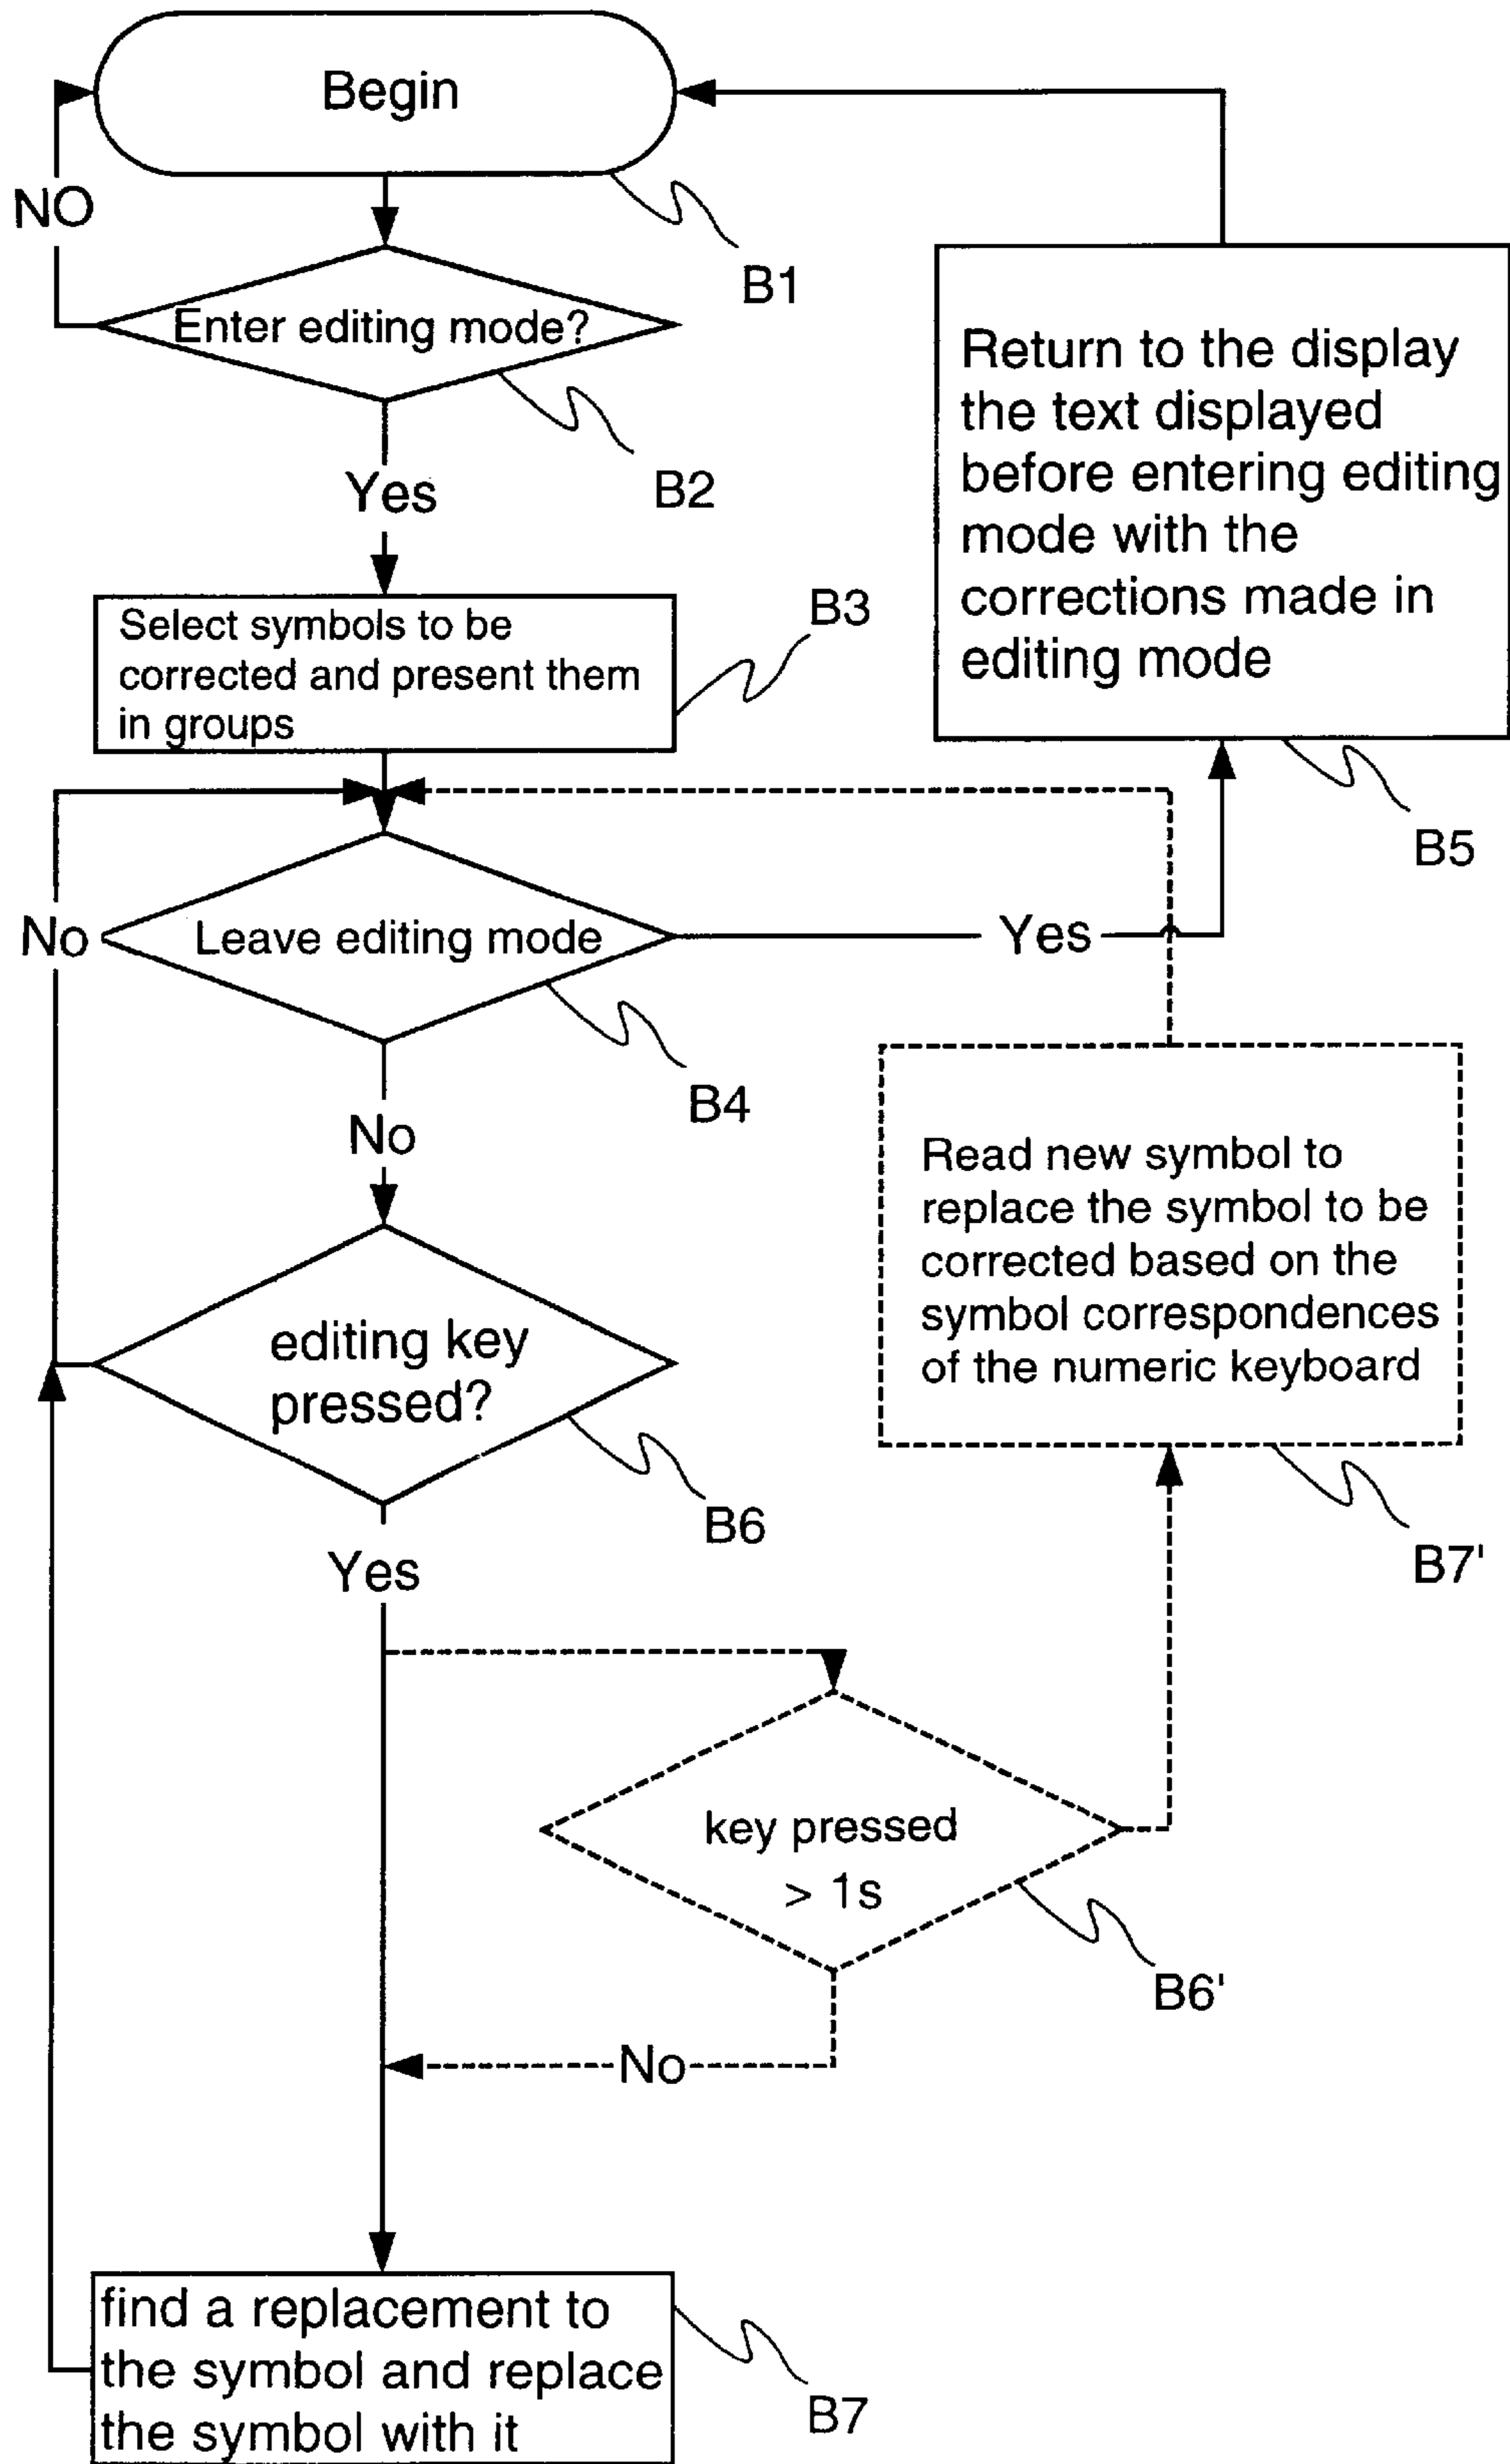 Begin
NO
B1
Enter editing mode?
B2
Yes
Select symbols to be
corrected and present them
in groups
B3
Return to the display
the text displayed
before entering editing
mode with the
corrections made in
editing mode
B5
No
Leave editing mode
Yes
B4
No
Read new symbol to
replace the symbol to be
corrected based on the
symbol correspondences
of the numeric keyboard
B7'
editing key
pressed?
B6
Yes
key pressed
> 1s
B6'
No
find a replacement to
the symbol and replace
the symbol with it
B7